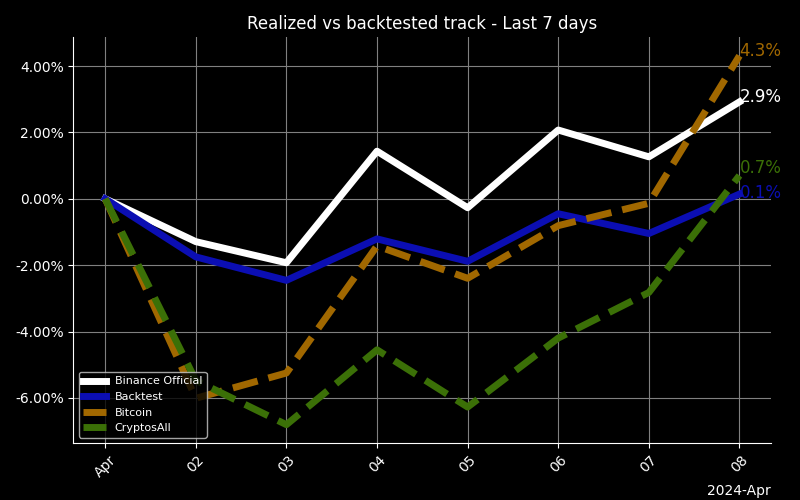 Realized vs backtested track - Last 7 days
4.3%
4.00%
2.9%
2.00%
0.7%
0.00%
0.1%
-2.00%
-4.00%
-6.00%
Binance Official
Backtest
Bitcoin
CryptosAll
Apr 02 03 04 05 06 07 08
2024-Apr